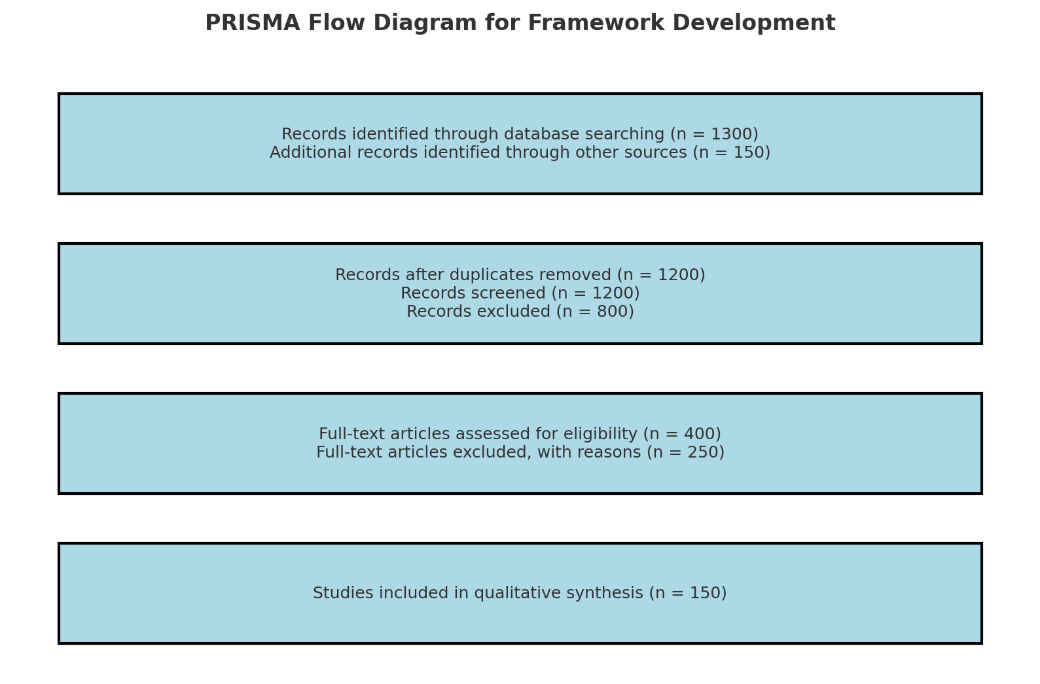 PRISMA Flow Diagram for Framework Development
Records identified through database searching (n = 1300)
Additional records identified through other sources (n = 150)
Records after duplicates removed (n = 1200)
Records screened (n = 1200)
Records excluded (n = 800)
Full-text articles assessed for eligibility (n = 400)
Full-text articles excluded, with reasons (n = 250)
Studies included in qualitative synthesis (n = 150)